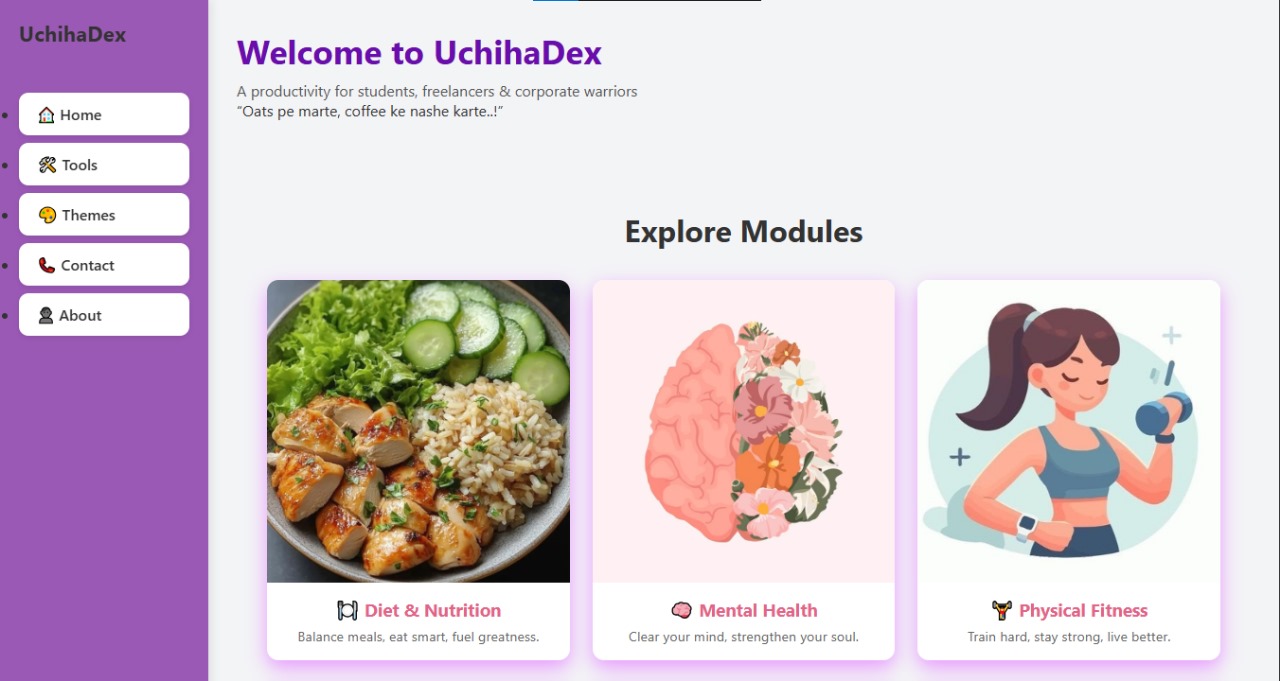 UchihaDex
🏠 Home
🛠 Tools
🎨 Themes
📞 Contact
👤 About
Welcome to UchihaDex
A productivity for students, freelancers & corporate warriors
“Oats pe marte, coffee ke nashe karte..!”
Explore Modules
🍽 Diet & Nutrition
Balance meals, eat smart, fuel greatness.
🧠 Mental Health
Clear your mind, strengthen your soul.
🏋 Physical Fitness
Train hard, stay strong, live better.